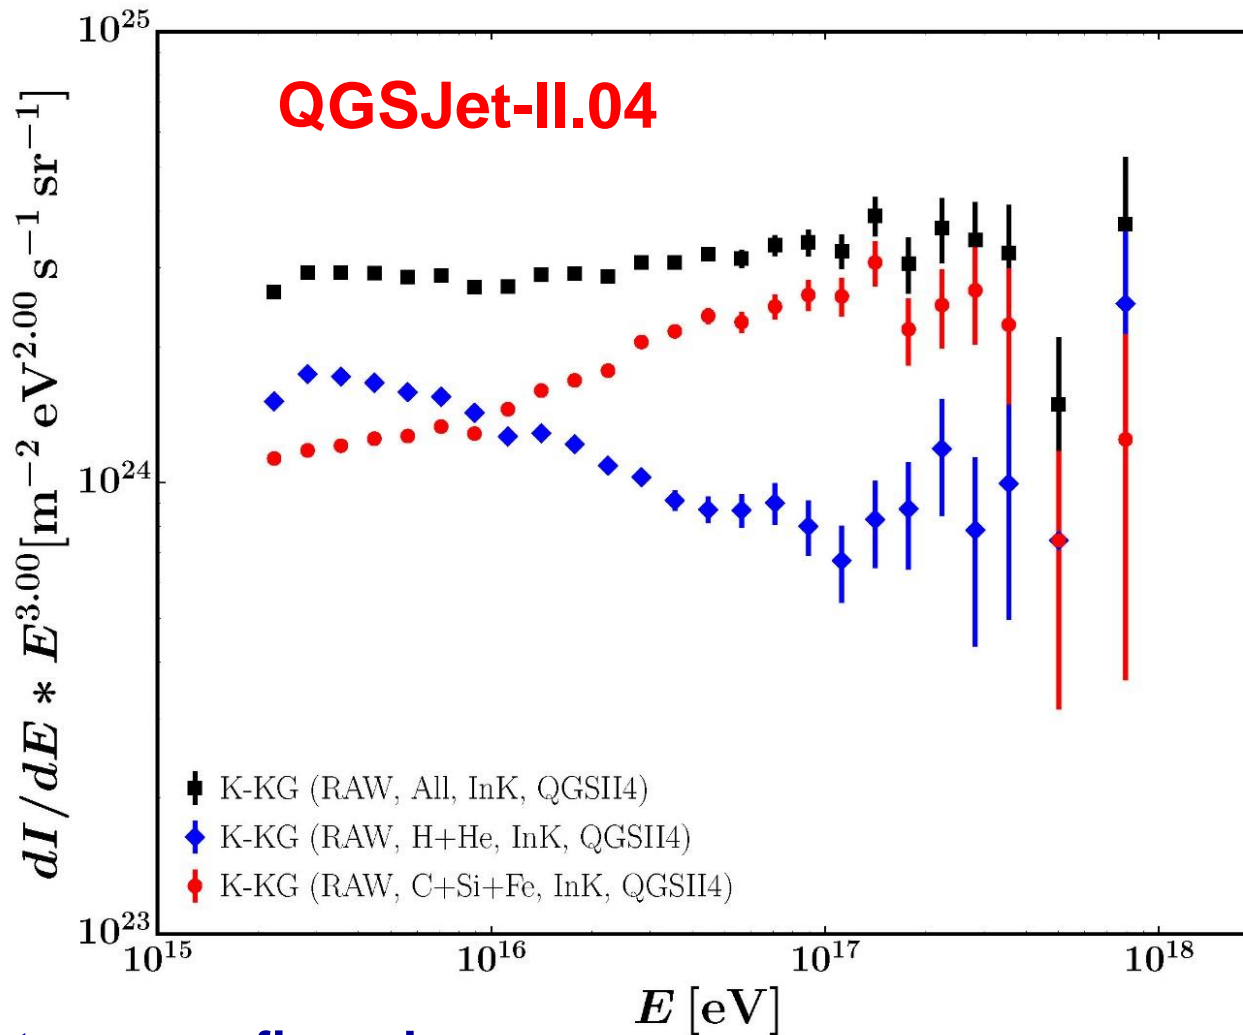 QGSJet-II.04
10^25
10^24
10^23
dI/dE * E^3.00 [m^−2 eV^2.00 s^−1 sr^−1]
K-KG (RAW, All, InK, QGSII4)
K-KG (RAW, H+He, InK, QGSII4)
K-KG (RAW, C+Si+Fe, InK, QGSII4)
10^15 10^16 10^17 10^18
E [eV]